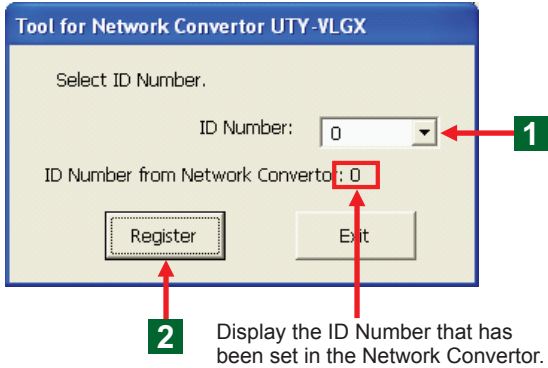 Tool for Network Convertor UTY-VLGX
Select ID Number.
ID Number: 0
1
ID Number from Network Convertor: 0
Register Exit
2
Display the ID Number that has
been set in the Network Convertor.